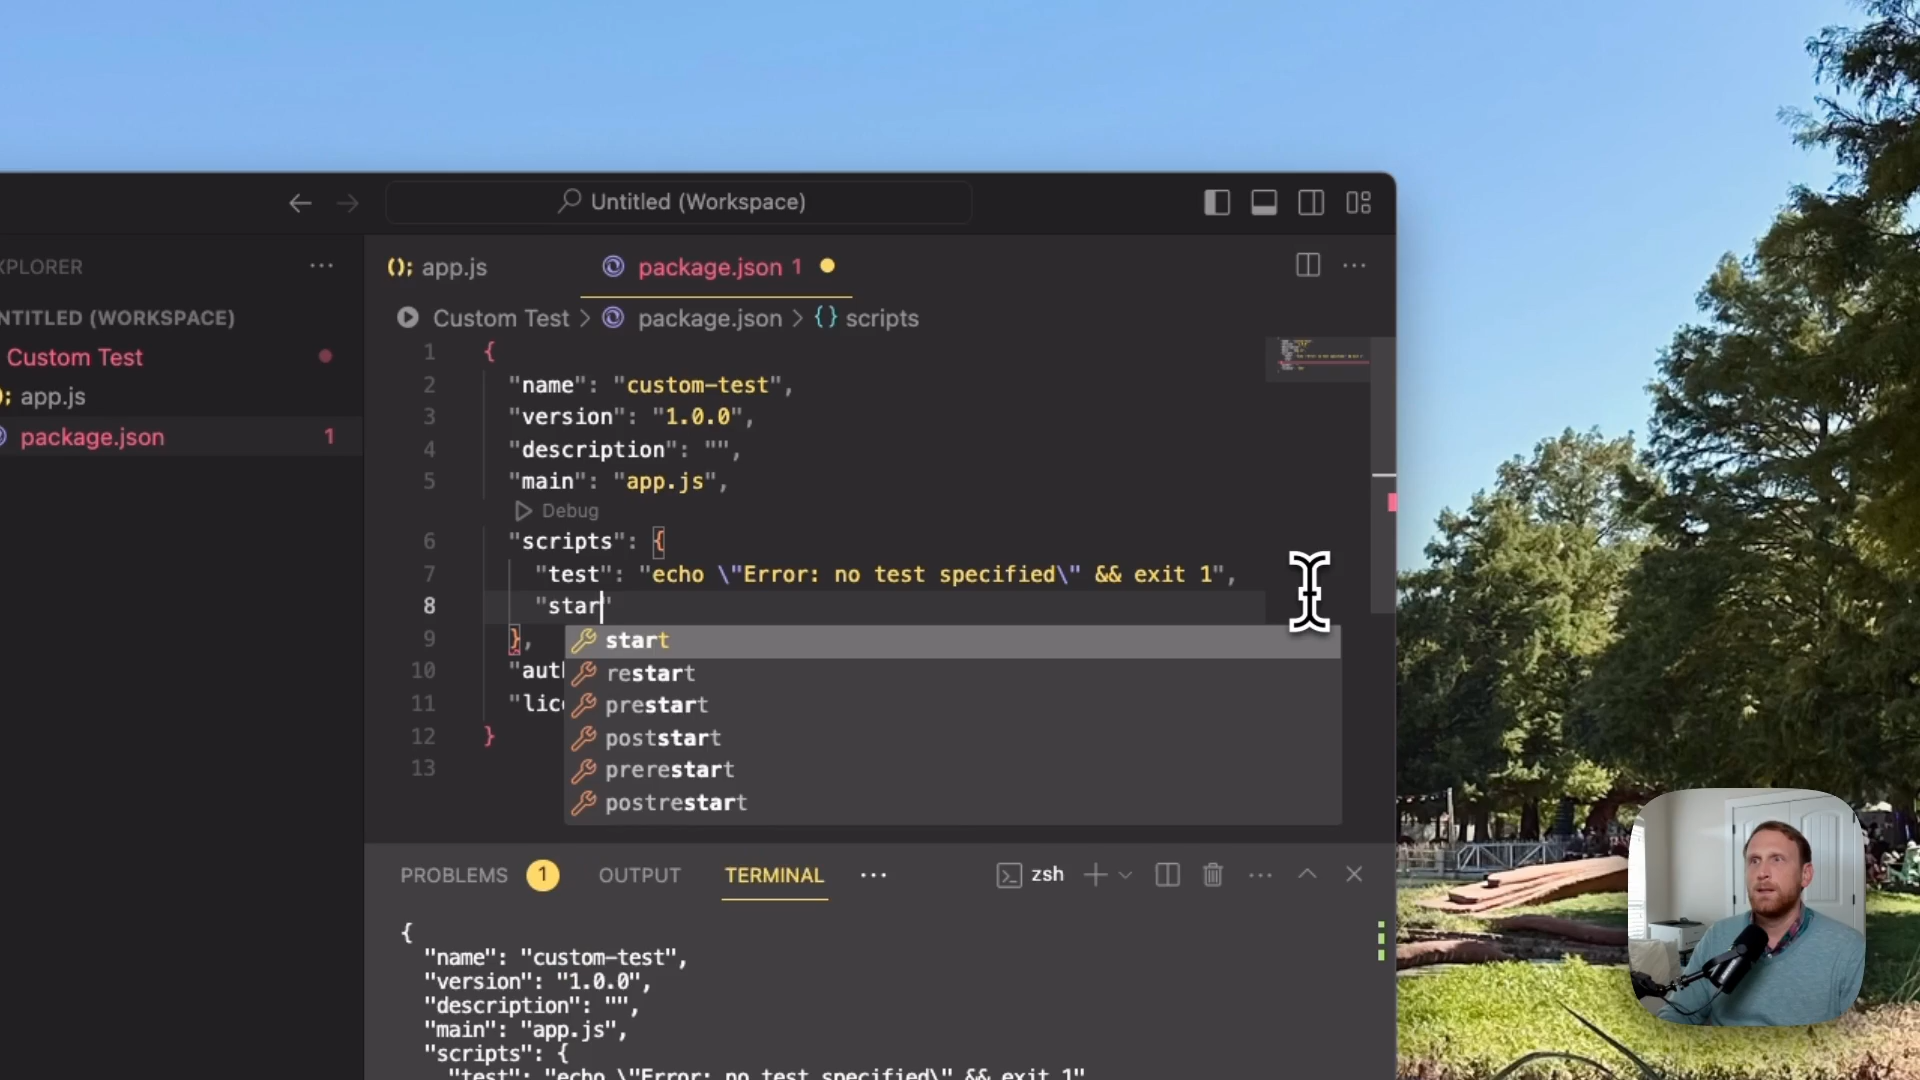 Untitled (Workspace)
XPLORER
NTITLED (WORKSPACE)
Custom Test
app.js
package.json 1
(); app.js
package.json 1
Custom Test > package.json > {} scripts
1 {
2 "name": "custom-test",
3 "version": "1.0.0",
4 "description": "",
5 "main": "app.js",
Debug
6 "scripts": {
7 "test": "echo \"Error: no test specified\" && exit 1",
8 "star"
9 },
10 "aut
11 "lic
12 }
13
start
restart
prestart
poststart
prerestart
postrestart
PROBLEMS 1 OUTPUT TERMINAL ··· zsh
{
"name": "custom-test",
"version": "1.0.0",
"description": "",
"main": "app.js",
"scripts": {
"test": "echo \"Error: no test specified\" && exit 1"